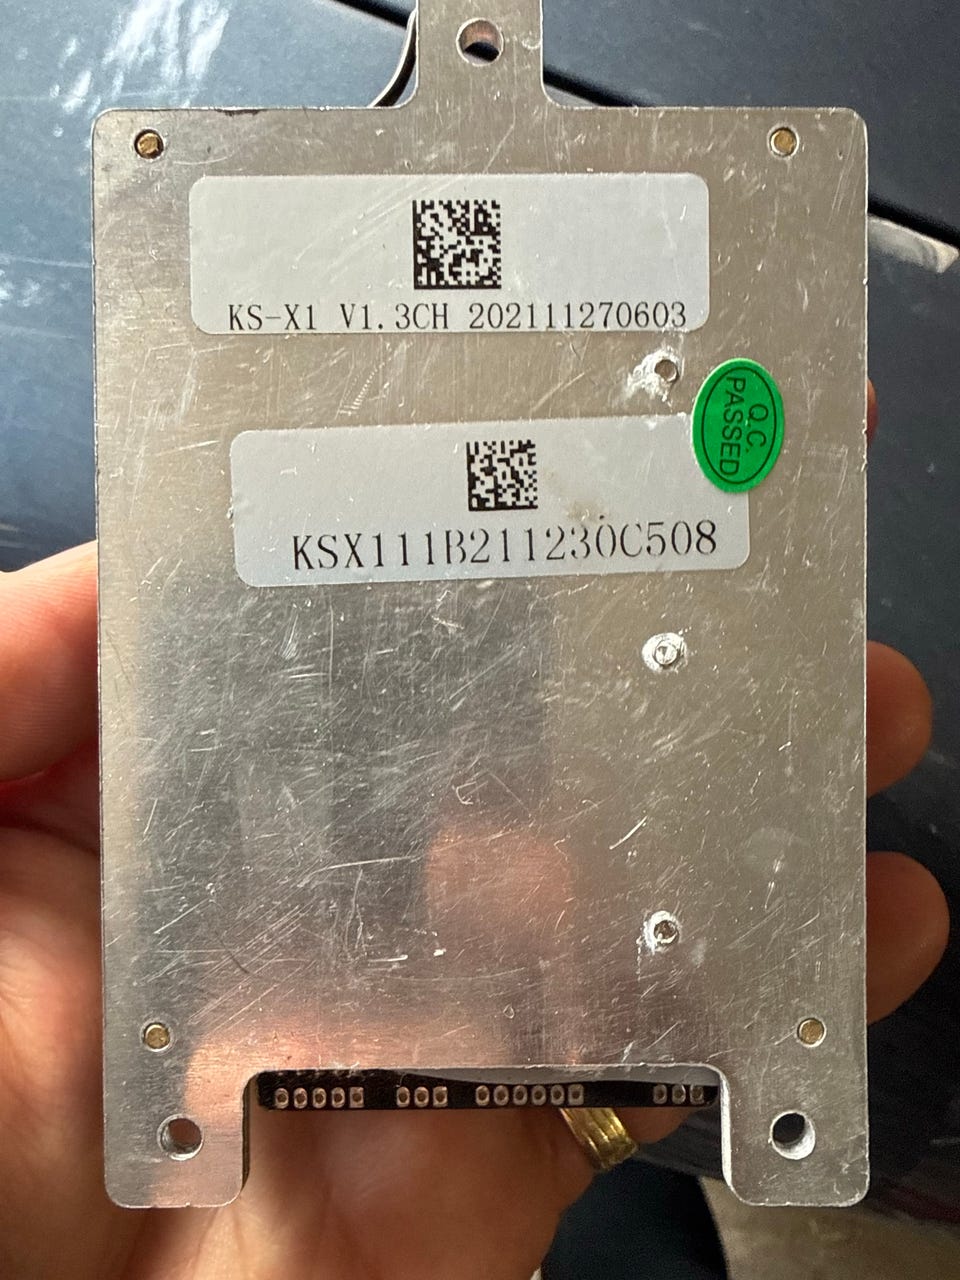 KS-X1 V1.3CH 202111270603
Q.C.
PASSED
KSX111B211230C508